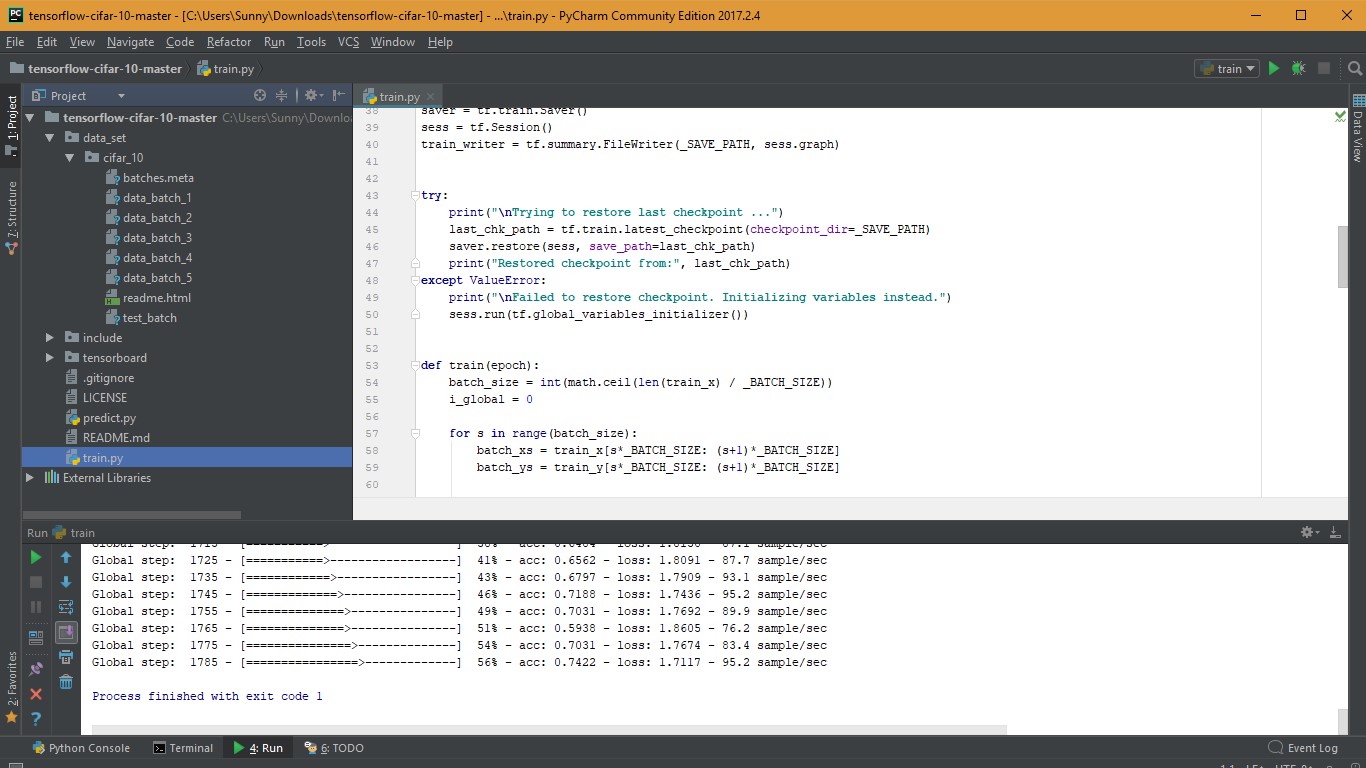 tensorflow-cifar-10-master - [C:\Users\Sunny\Downloads\tensorflow-cifar-10-master] - ...\train.py - PyCharm Community Edition 2017.2.4
File Edit View Navigate Code Refactor Run Tools VCS Window Help
tensorflow-cifar-10-master train.py train
1: Project
7: Structure
2: Favorites
Project
tensorflow-cifar-10-master C:\Users\Sunny\Downloa
data_set
cifar_10
batches.meta
data_batch_1
data_batch_2
data_batch_3
data_batch_4
data_batch_5
readme.html
test_batch
include
tensorboard
.gitignore
LICENSE
predict.py
README.md
train.py
External Libraries
train.py
38 saver = tf.train.Saver()
39 sess = tf.Session()
40 train_writer = tf.summary.FileWriter(_SAVE_PATH, sess.graph)
41
42
43 try:
44 print("\nTrying to restore last checkpoint ...")
45 last_chk_path = tf.train.latest_checkpoint(checkpoint_dir=_SAVE_PATH)
46 saver.restore(sess, save_path=last_chk_path)
47 print("Restored checkpoint from:", last_chk_path)
48 except ValueError:
49 print("\nFailed to restore checkpoint. Initializing variables instead.")
50 sess.run(tf.global_variables_initializer())
51
52
53 def train(epoch):
54 batch_size = int(math.ceil(len(train_x) / _BATCH_SIZE))
55 i_global = 0
56
57 for s in range(batch_size):
58 batch_xs = train_x[s*_BATCH_SIZE: (s+1)*_BATCH_SIZE]
59 batch_ys = train_y[s*_BATCH_SIZE: (s+1)*_BATCH_SIZE]
60
Data View
Run train
Global step: 1725 - [============>------------------] 41% - acc: 0.6562 - loss: 1.8091 - 87.7 sample/sec
Global step: 1735 - [=============>-----------------] 43% - acc: 0.6797 - loss: 1.7909 - 93.1 sample/sec
Global step: 1745 - [==============>----------------] 46% - acc: 0.7188 - loss: 1.7436 - 95.2 sample/sec
Global step: 1755 - [===============>---------------] 49% - acc: 0.7031 - loss: 1.7692 - 89.9 sample/sec
Global step: 1765 - [===============>---------------] 51% - acc: 0.5938 - loss: 1.8605 - 76.2 sample/sec
Global step: 1775 - [================>--------------] 54% - acc: 0.7031 - loss: 1.7674 - 83.4 sample/sec
Global step: 1785 - [=================>-------------] 56% - acc: 0.7422 - loss: 1.7117 - 95.2 sample/sec
Process finished with exit code 1
Python Console Terminal 4: Run 6: TODO Event Log